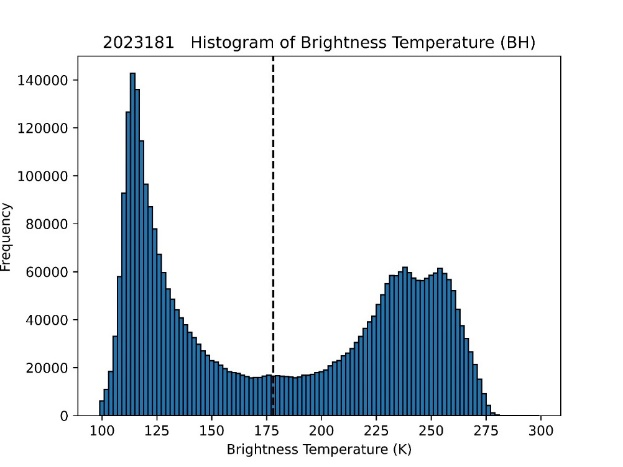 2023181   Histogram of Brightness Temperature (BH)
140000
120000
100000
80000
60000
40000
20000
0
Frequency
100 125 150 175 200 225 250 275 300
Brightness Temperature (K)